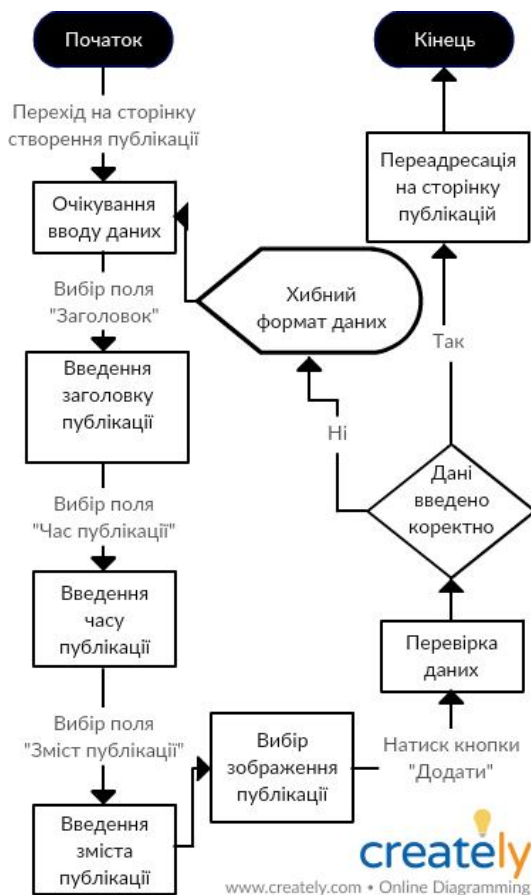 Початок
Перехід на сторінку
створення публікації
Очікування
вводу даних
Вибір поля
"Заголовок"
Введення
заголовку
публікації
Вибір поля
"Час публікації"
Введення
часу
публікації
Вибір поля
"Зміст публікації"
Введення
зміста
публікації
Вибір
зображення
публікації
Натиск кнопки
"Додати"
Перевірка
даних
Дані
введено
коректно
Ні
Хибний
формат даних
Так
Переадресація
на сторінку
публікацій
Кінець
creately
www.creately.com • Online Diagramming